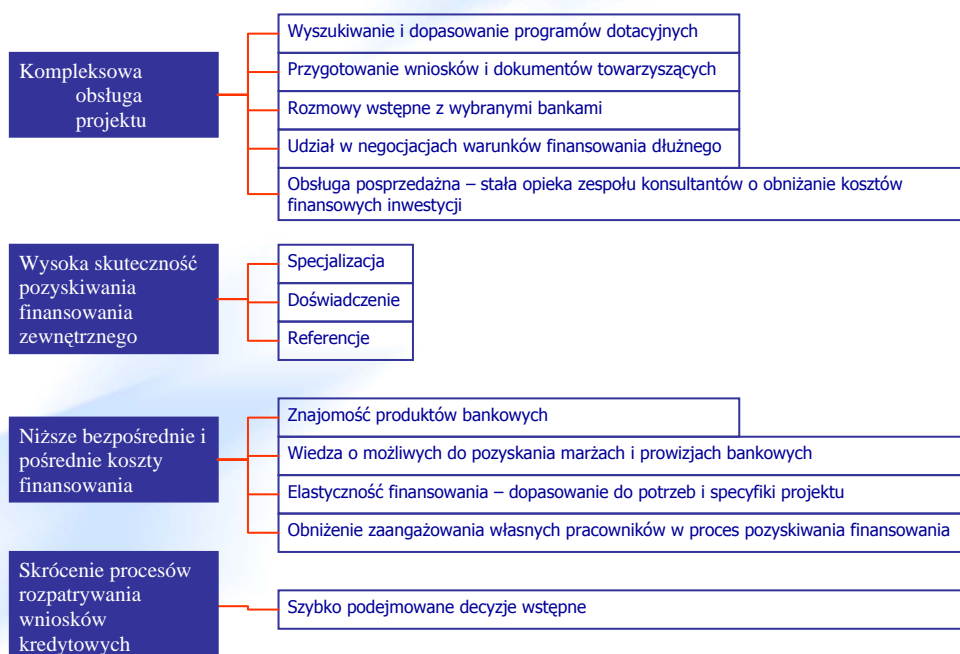 Kompleksowa
obsługa
projektu
Wyszukiwanie i dopasowanie programów dotacyjnych
Przygotowanie wniosków i dokumentów towarzyszących
Rozmowy wstępne z wybranymi bankami
Udział w negocjacjach warunków finansowania dłużnego
Obsługa posprzedażna – stała opieka zespołu konsultantów o obniżanie kosztów
finansowych inwestycji
Wysoka skuteczność
pozyskiwania
finansowania
zewnętrznego
Specjalizacja
Doświadczenie
Referencje
Niższe bezpośrednie i
pośrednie koszty
finansowania
Znajomość produktów bankowych
Wiedza o możliwych do pozyskania marżach i prowizjach bankowych
Elastyczność finansowania – dopasowanie do potrzeb i specyfiki projektu
Obniżenie zaangażowania własnych pracowników w proces pozyskiwania finansowania
Skrócenie procesów
rozpatrywania
wniosków
kredytowych
Szybko podejmowane decyzje wstępne